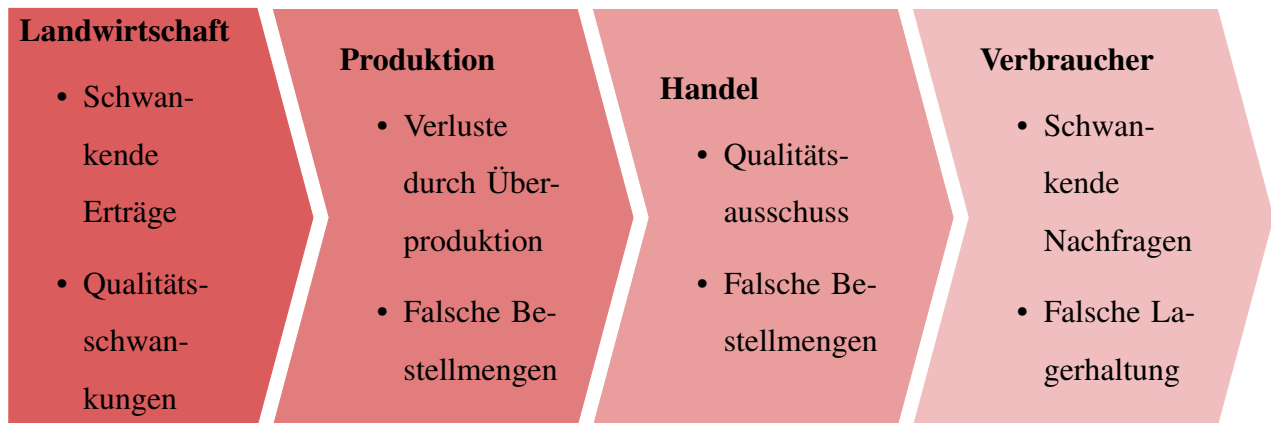 Landwirtschaft
• Schwan-
kende
Erträge
• Qualitäts-
schwan-
kungen
Produktion
• Verluste
durch Über-
produktion
• Falsche Be-
stellmengen
Handel
• Qualitäts-
ausschuss
• Falsche Be-
stellmengen
Verbraucher
• Schwan-
kende
Nachfragen
• Falsche La-
gerhaltung